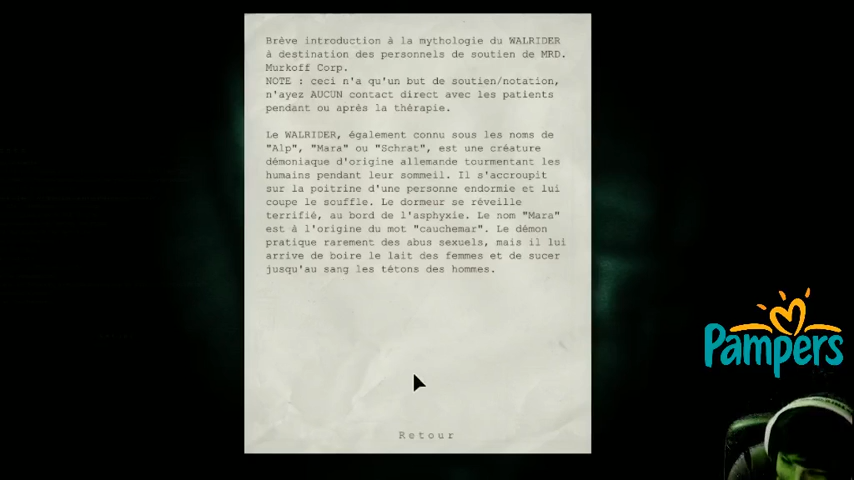 Brève introduction à la mythologie du WALRIDER
à destination des personnels de soutien de MRD.
Murkoff Corp.
NOTE : ceci n'a qu'un but de soutien/notation,
n'ayez AUCUN contact direct avec les patients
pendant ou après la thérapie.
Le WALRIDER, également connu sous les noms de
"Alp", "Mara" ou "Schrat", est une créature
démoniaque d'origine allemande tourmentant les
humains pendant leur sommeil. Il s'accroupit
sur la poitrine d'une personne endormie et lui
coupe le souffle. Le dormeur se réveille
terrifié, au bord de l'asphyxie. Le nom "Mara"
est à l'origine du mot "cauchemar". Le démon
pratique rarement des abus sexuels, mais il lui
arrive de boire le lait des femmes et de sucer
jusqu'au sang les tétons des hommes.
Pampers
Retour